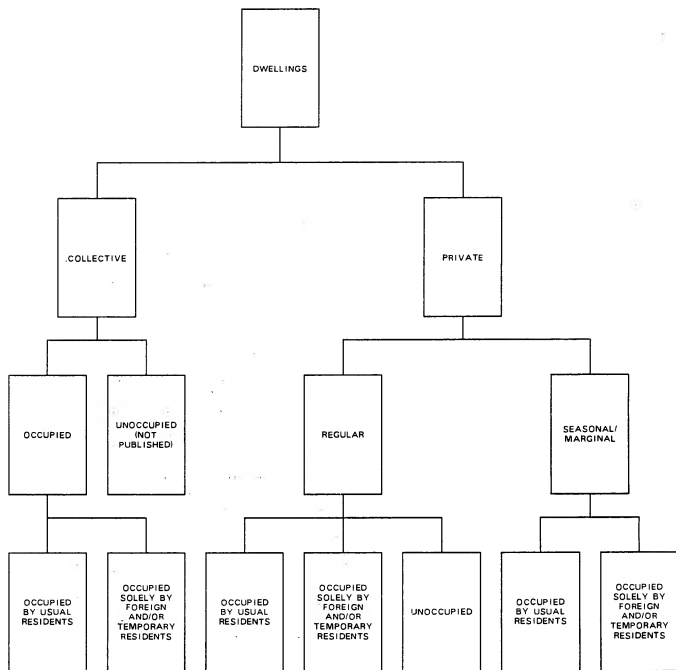 DWELLINGS
COLLECTIVE
PRIVATE
OCCUPIED
UNOCCUPIED
(NOT
PUBLISHED)
REGULAR
SEASONAL/
MARGINAL
OCCUPIED
BY USUAL
RESIDENTS
OCCUPIED
SOLELY BY
FOREIGN
AND/OR
TEMPORARY
RESIDENTS
OCCUPIED
BY USUAL
RESIDENTS
OCCUPIED
SOLELY BY
FOREIGN
AND/OR
TEMPORARY
RESIDENTS
UNOCCUPIED
OCCUPIED
BY USUAL
RESIDENTS
OCCUPIED
SOLELY BY
FOREIGN
AND/OR
TEMPORARY
RESIDENTS